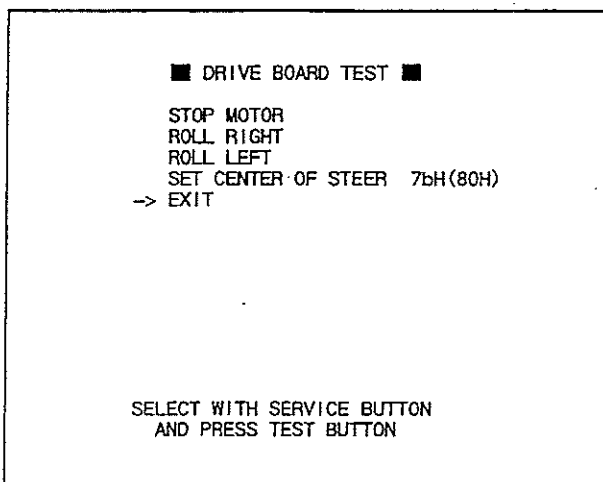 ■ DRIVE BOARD TEST ■
STOP MOTOR
ROLL RIGHT
ROLL LEFT
SET CENTER OF STEER 7bH(80H)
-> EXIT
SELECT WITH SERVICE BUTTON
AND PRESS TEST BUTTON